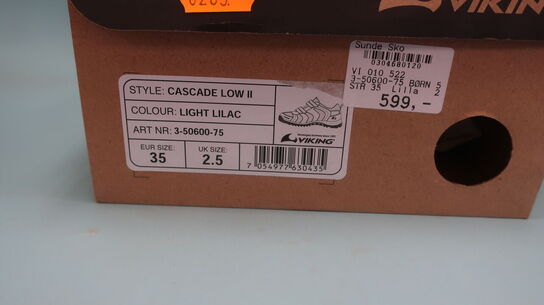 0205.
VIKING
Sunde Sko
0304680120
VI 010 522
3-50600-75 BØRN 5
STR 35 Lilla 2
599,-
STYLE: CASCADE LOW II
COLOUR: LIGHT LILAC
ART NR: 3-50600-75
EUR SIZE: UK SIZE:
35 2.5
VIKING
7 054977 630435